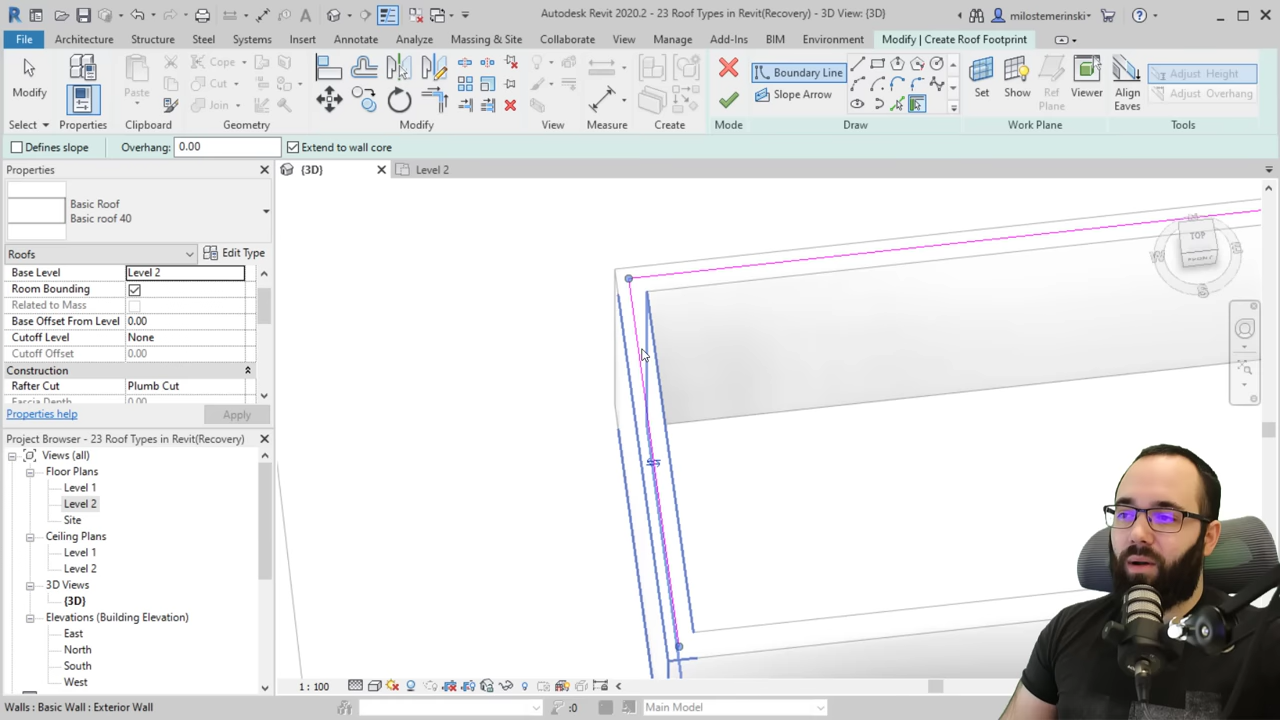 Autodesk Revit 2020.2 - 23 Roof Types in Revit(Recovery) - 3D View: {3D}
milostemerinski
File
Architecture
Structure
Steel
Systems
Insert
Annotate
Analyze
Massing & Site
Collaborate
View
Manage
Add-Ins
BIM
Environment
Modify | Create Roof Footprint
Modify
Properties
Paste
Cope
Cut
Join
Boundary Line
Slope Arrow
Set
Show
Ref
Plane
Viewer
Align
Eaves
Adjust Height
Adjust Overhang
Select
Properties
Clipboard
Geometry
Modify
View
Measure
Create
Mode
Draw
Work Plane
Tools
Defines slope
Overhang: 0.00
Extend to wall core
Properties
{3D}
Level 2
Basic Roof
Basic roof 40
Roofs
Edit Type
Base Level Level 2
Room Bounding
Related to Mass
Base Offset From Level 0.00
Cutoff Level None
Cutoff Offset 0.00
Construction
Rafter Cut Plumb Cut
Fascia Depth 0.00
Properties help
Apply
Project Browser - 23 Roof Types in Revit(Recovery)
Views (all)
Floor Plans
Level 1
Level 2
Site
Ceiling Plans
Level 1
Level 2
3D Views
{3D}
Elevations (Building Elevation)
East
North
South
West
TOP
W
E
S
1 : 100
Walls : Basic Wall : Exterior Wall
:0
Main Model